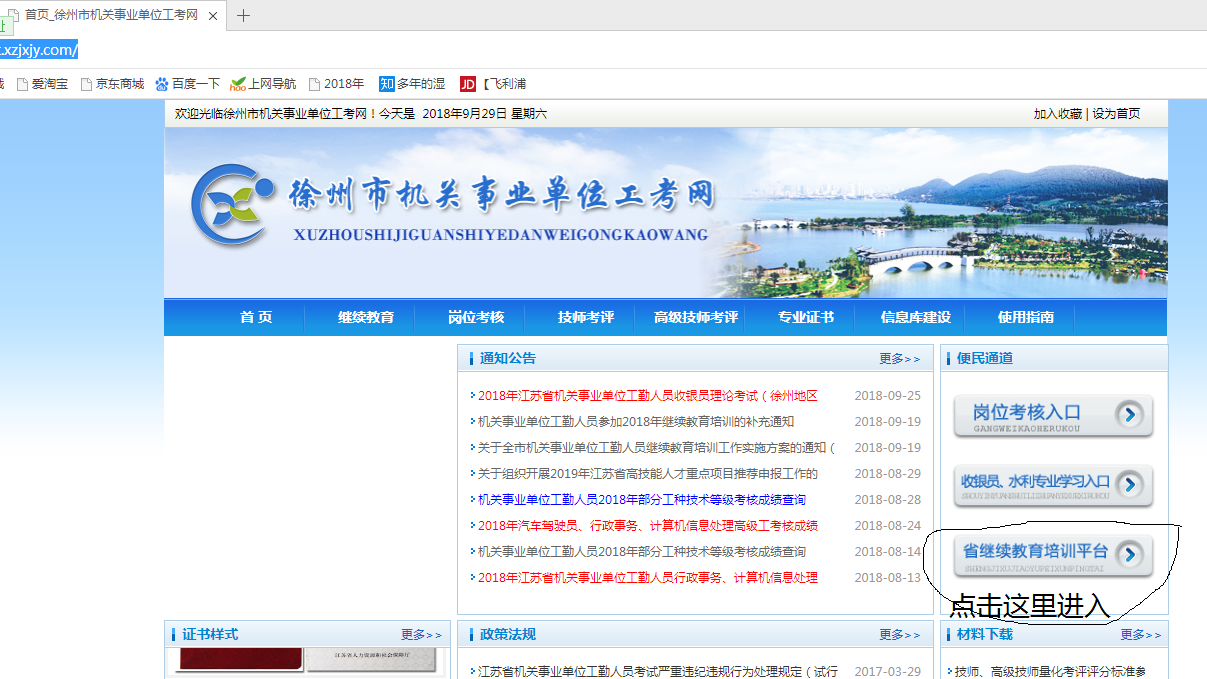 首页_徐州市机关事业单位工考网
.xzjxjy.com/
爱淘宝 京东商城 百度一下 hao 上网导航 2018年 知 多年的湿 JD 【飞利浦
欢迎光临徐州市机关事业单位工考网！今天是 2018年9月29日 星期六 加入收藏 | 设为首页
徐州市机关事业单位工考网
XUZHOUSHIJIGUANSHIYEDANWEIGONGKAOWANG
首 页 继续教育 岗位考核 技师考评 高级技师考评 专业证书 信息库建设 使用指南
通知公告 更多>>
2018年江苏省机关事业单位工勤人员收银员理论考试（徐州地区 2018-09-25
机关事业单位工勤人员参加2018年继续教育培训的补充通知 2018-09-19
关于全市机关事业单位工勤人员继续教育培训工作实施方案的通知（ 2018-09-19
关于组织开展2019年江苏省高技能人才重点项目推荐申报工作的 2018-08-29
机关事业单位工勤人员2018年部分工种技术等级考核成绩查询 2018-08-28
2018年汽车驾驶员、行政事务、计算机信息处理高级工考核成绩 2018-08-24
机关事业单位工勤人员2018年部分工种技术等级考核成绩查询 2018-08-14
2018年江苏省机关事业单位工勤人员行政事务、计算机信息处理 2018-08-13
便民通道
岗位考核入口
GANGWEIKAOHERUKOU
收银员、水利专业学习入口
省继续教育培训平台
SHENGJIXUJIAOYUPEIXUNPINGTAI
点击这里进入
证书样式 更多>>
江苏省人力资源和社会保障厅
政策法规 更多>>
江苏省机关事业单位工勤人员考试严重违纪违规行为处理规定（试行 2017-03-29
材料下载 更多>>
技师、高级技师量化考评评分标准参